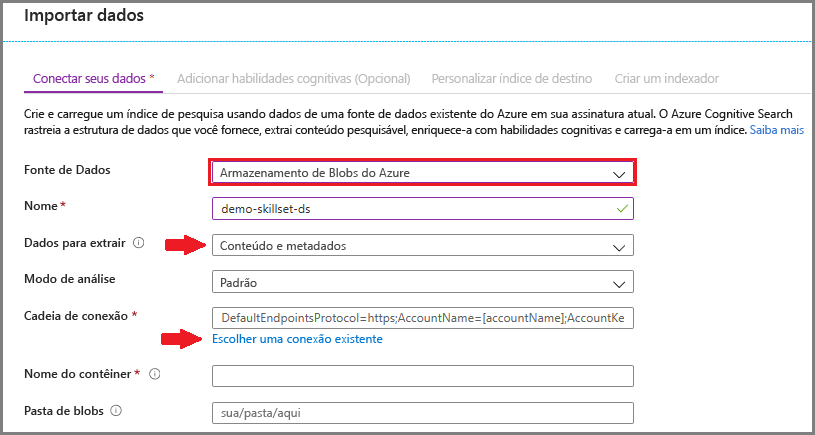 Importar dados
Conectar seus dados *
Adicionar habilidades cognitivas (Opcional)
Personalizar índice de destino
Criar um indexador
Crie e carregue um índice de pesquisa usando dados de uma fonte de dados existente do Azure em sua assinatura atual. O Azure Cognitive Search
rastreia a estrutura de dados que você fornece, extrai conteúdo pesquisável, enriquece-a com habilidades cognitivas e carrega-a em um índice. Saiba mais
Fonte de Dados
Armazenamento de Blobs do Azure
Nome *
demo-skillset-ds
Dados para extrair
Conteúdo e metadados
Modo de análise
Padrão
Cadeia de conexão *
DefaultEndpointsProtocol=https;AccountName=[accountName];AccountKe
Escolher uma conexão existente
Nome do contêiner *
Pasta de blobs
sua/pasta/aqui